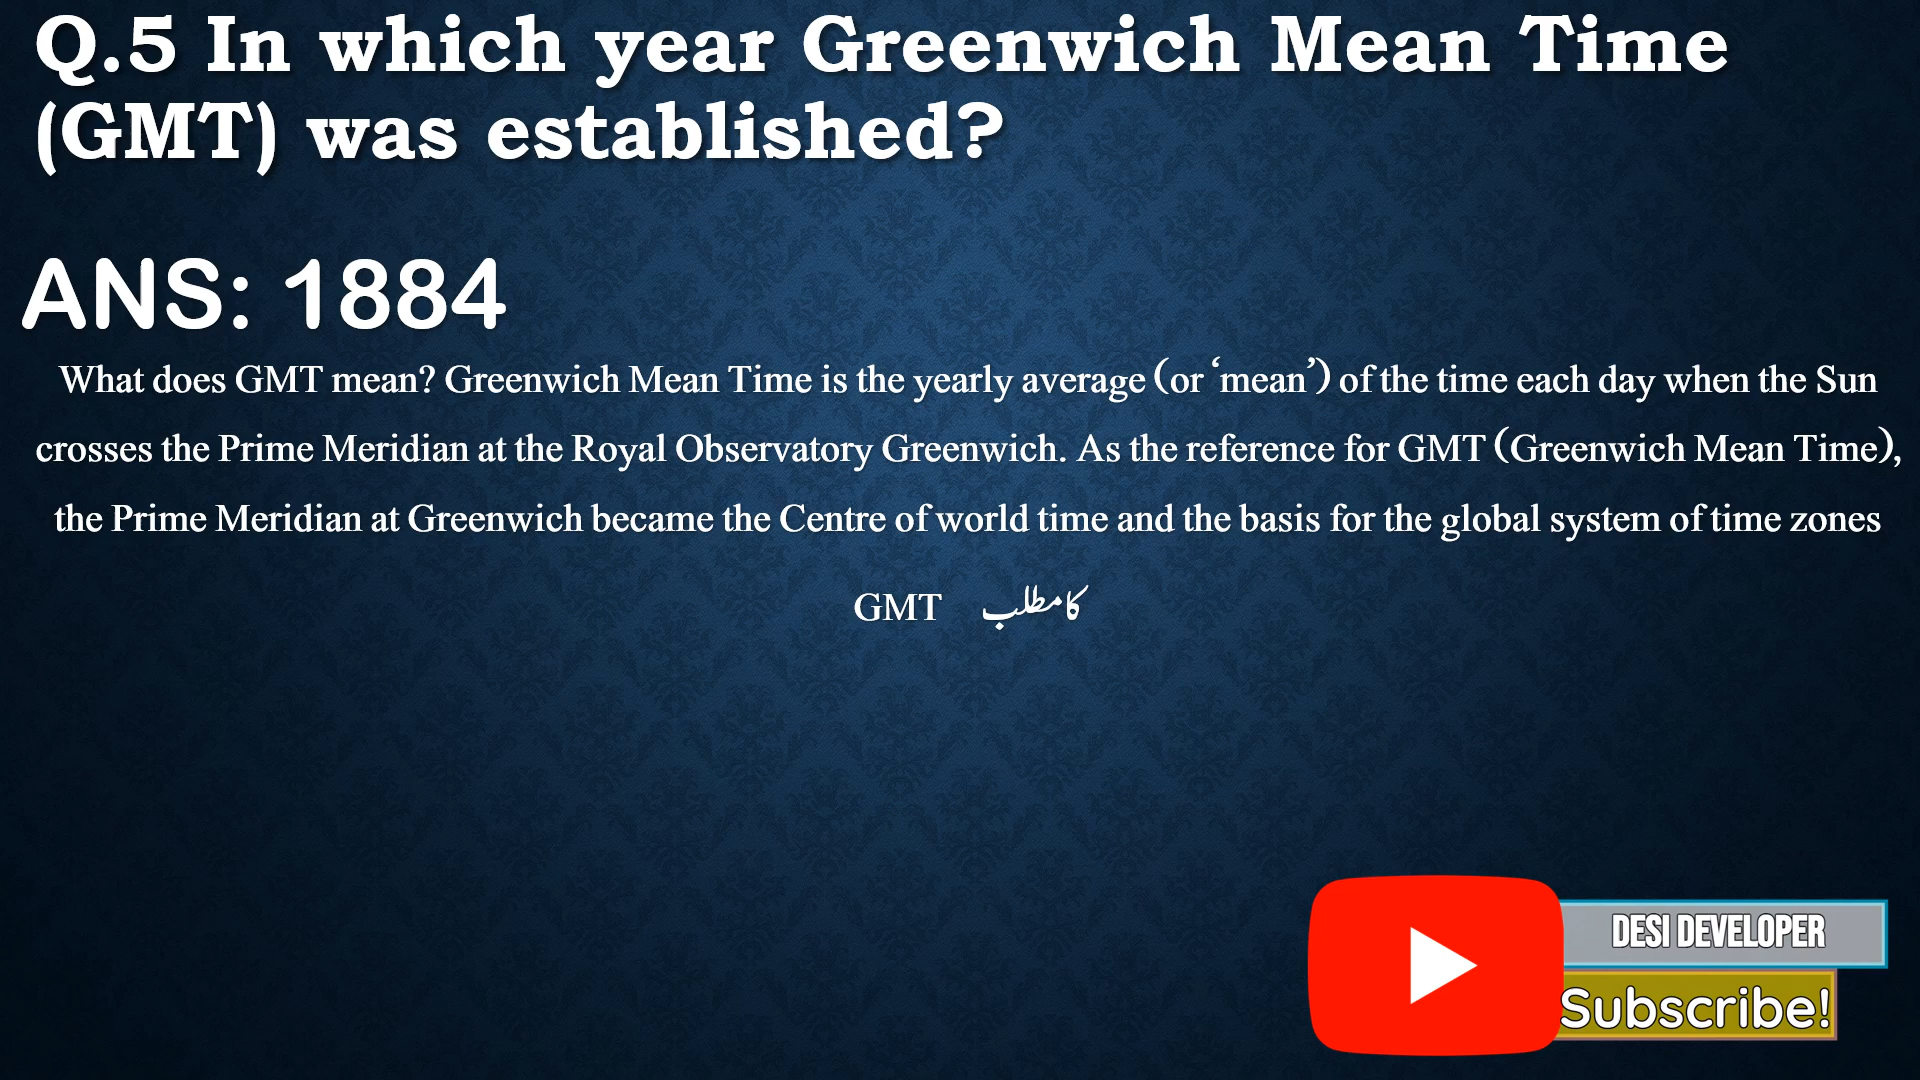 Q.5 In which year Greenwich Mean Time
(GMT) was established?
ANS: 1884
What does GMT mean? Greenwich Mean Time is the yearly average (or ‘mean’) of the time each day when the Sun
crosses the Prime Meridian at the Royal Observatory Greenwich. As the reference for GMT (Greenwich Mean Time),
the Prime Meridian at Greenwich became the Centre of world time and the basis for the global system of time zones
GMT کا مطلب
DESI DEVELOPER
Subscribe!